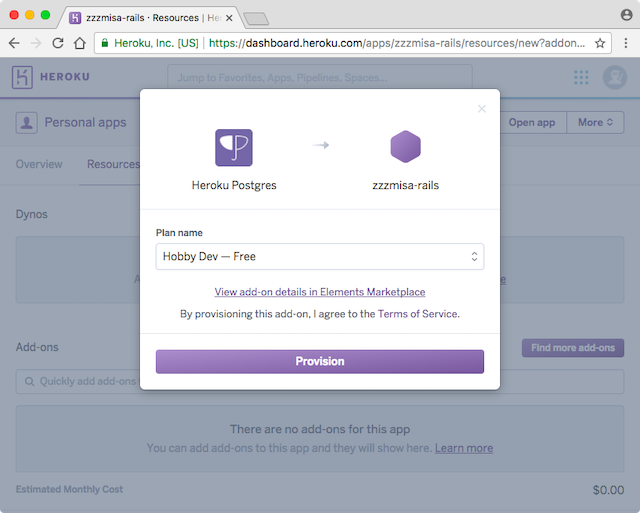 zzzmisa-rails · Resources | He
Heroku, Inc. [US] | https://dashboard.heroku.com/apps/zzzmisa-rails/resources/new?addon...
HEROKU
Jump to Favorites, Apps, Pipelines, Spaces...
Personal apps
Open app
More
Overview
Resources
Heroku Postgres
zzzmisa-rails
Dynos
Plan name
Hobby Dev — Free
View add-on details in Elements Marketplace
By provisioning this add-on, I agree to the Terms of Service.
Provision
Add-ons
Find more add-ons
Quickly add add-ons
There are no add-ons for this app
You can add add-ons to this app and they will show here. Learn more
Estimated Monthly Cost
$0.00